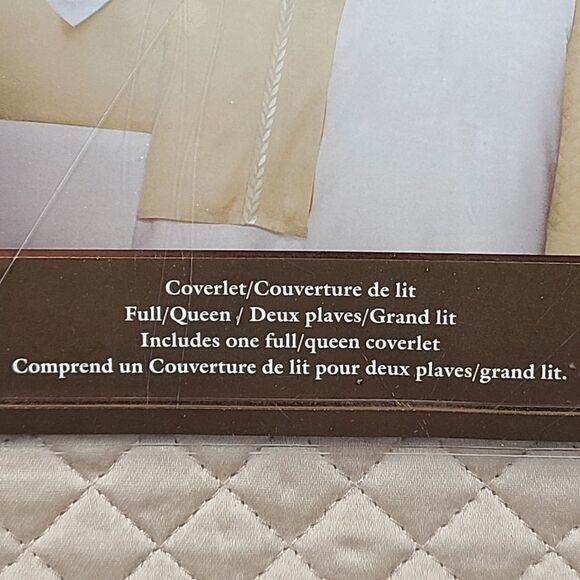 Coverlet/Couverture de lit
Full/Queen / Deux plaves/Grand lit
Includes one full/queen coverlet
Comprend un Couverture de lit pour deux plaves/grand lit.